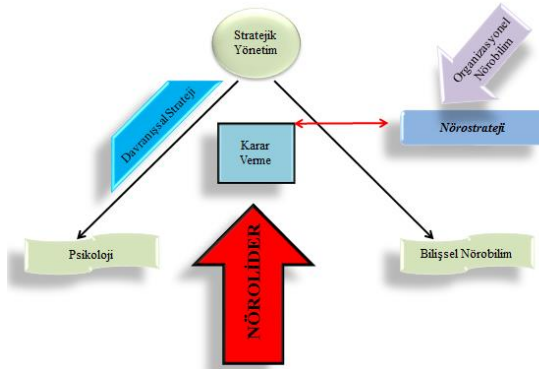 Stratejik
Yönetim
Organizasyonel
Nörobilim
Davranışsal Strateji
Nörostrateji
Karar
Verme
Psikoloji
Bilişsel Nörobilim
NÖROLİDER